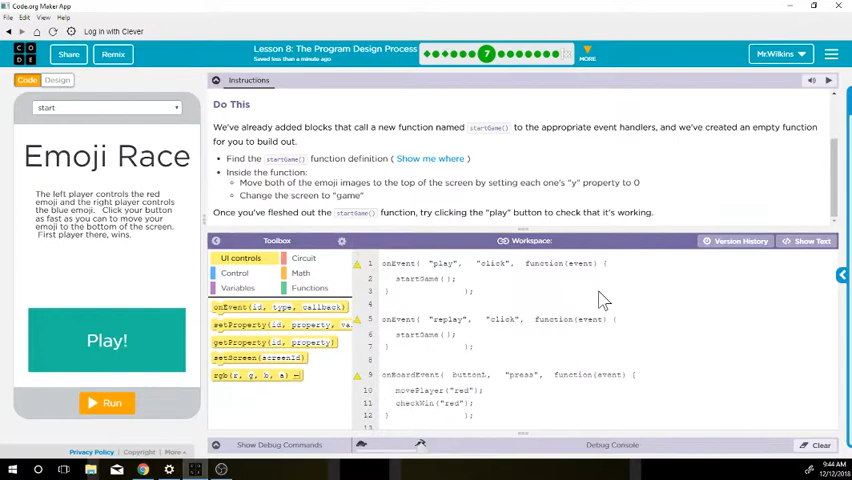 Code.org Maker App
File Edit View Help
Log in with Clever
C O
D E
Share
Remix
Lesson 8: The Program Design Process
Saved less than a minute ago
7
MORE
Mr.Wilkins
Code
Design
Instructions
start
Emoji Race
The left player controls the red
emoji and the right player controls
the blue emoji. Click your button
as fast as you can to move your
emoji to the bottom of the screen.
First player there, wins.
Play!
Run
Privacy Policy | Copyright | More
Do This
We've already added blocks that call a new function named startGame() to the appropriate event handlers, and we've created an empty function
for you to build out.
Find the startGame() function definition ( Show me where )
Inside the function:
Move both of the emoji images to the top of the screen by setting each one's "y" property to 0
Change the screen to "game"
Once you've fleshed out the startGame() function, try clicking the "play" button to check that it's working.
Toolbox
Workspace:
Version History
Show Text
UI controls
Circuit
Control
Math
Variables
Functions
onEvent(id, type, callback)
setProperty(id, property, va
getProperty(id, property)
setScreen(screenId)
rgb(r, g, b, a)
1 onEvent( "play", "click", function(event) {
2 startGame();
3 } );
4
5 onEvent( "replay", "click", function(event) {
6 startGame();
7 } );
8
9 onBoardEvent( buttonL, "press", function(event) {
10 movePlayer("red");
11 checkWin("red");
12 } );
13
Show Debug Commands
Debug Console
Clear
9:44 AM
12/12/2018